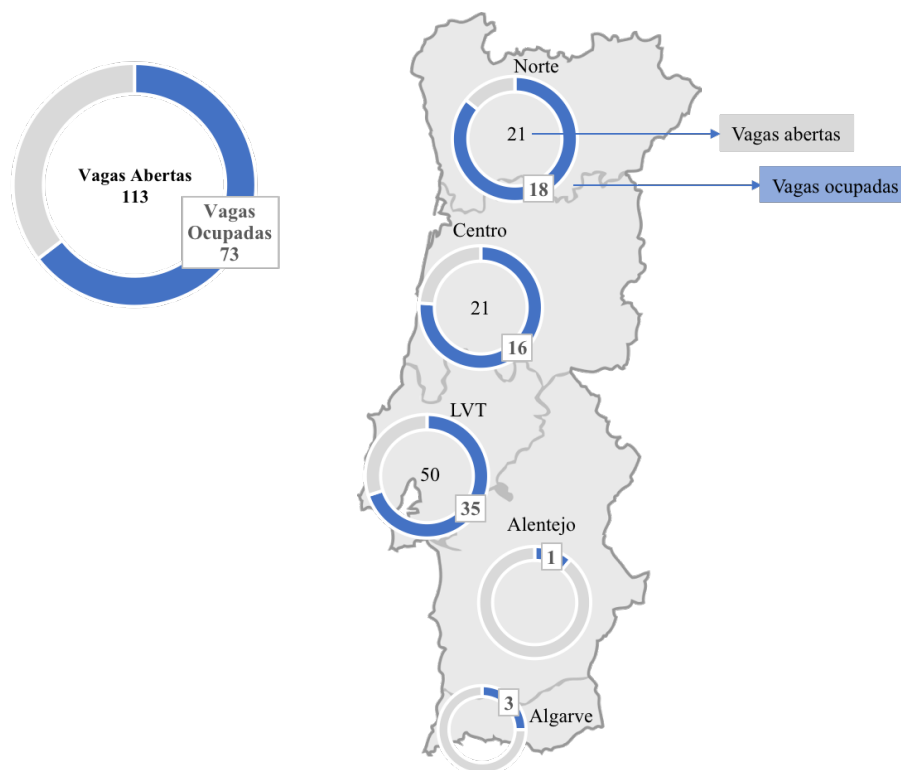 Vagas Abertas
113
Vagas
Ocupadas
73
Norte
21
18
Vagas abertas
Vagas ocupadas
Centro
21
16
LVT
50
35
Alentejo
1
3
Algarve